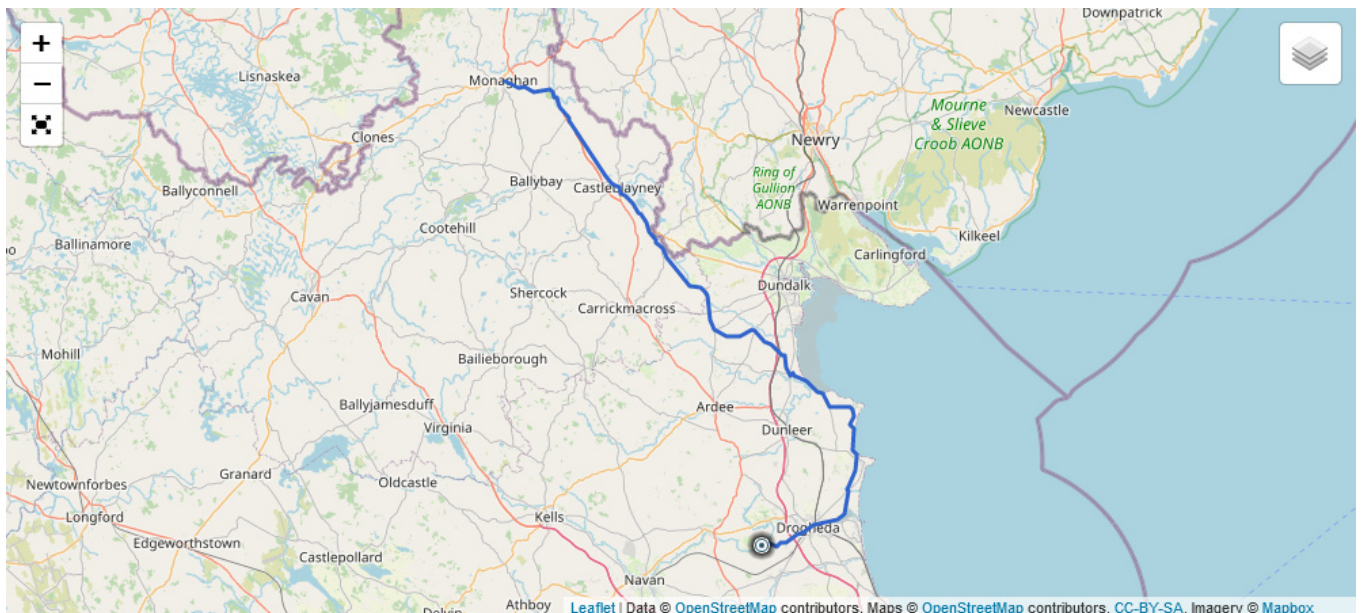 Downpatrick
+
Lisnaskea
Monaghan
−
Mourne
& Slieve
Croob AONB
Newcastle
Clones
Newry
Ballyconnell
Ballybay
Castleblayney
Ring of
Gullion
AONB
Warrenpoint
Cootehill
Kilkeel
Ballinamore
Carlingford
Cavan
Shercock
Dundalk
Carrickmacross
Mohill
Bailieborough
Ballyjamesduff
Ardee
Virginia
Dunleer
Granard
Oldcastle
Newtownforbes
Longford
Kells
Drogheda
Edgeworthstown
Castlepollard
Navan
Athboy
Leaflet | Data © OpenStreetMap contributors, Maps © OpenStreetMap contributors, CC-BY-SA, Imagery © Mapbox